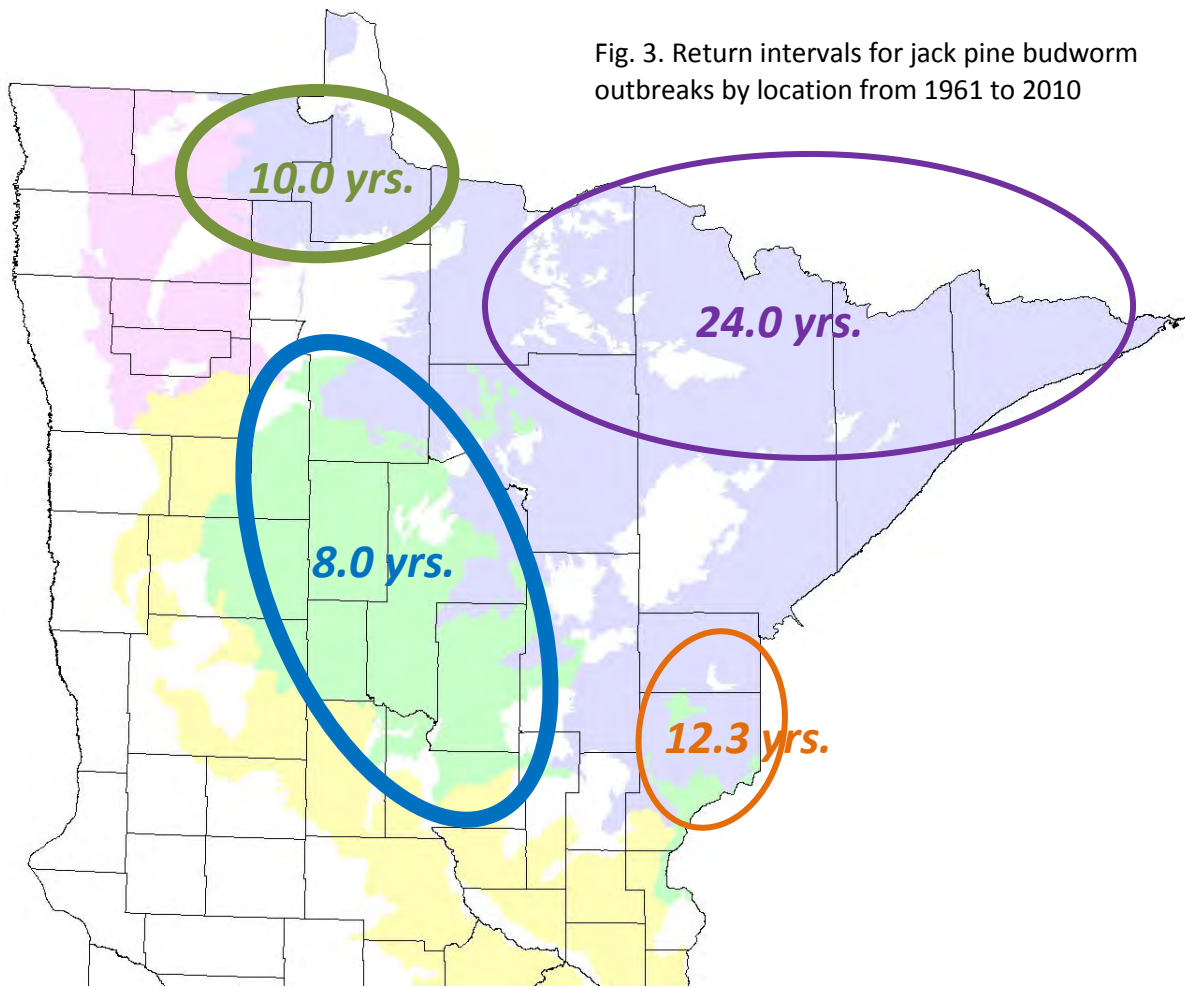 Fig. 3. Return intervals for jack pine budworm
outbreaks by location from 1961 to 2010
10.0 yrs.
24.0 yrs.
8.0 yrs.
12.3 yrs.